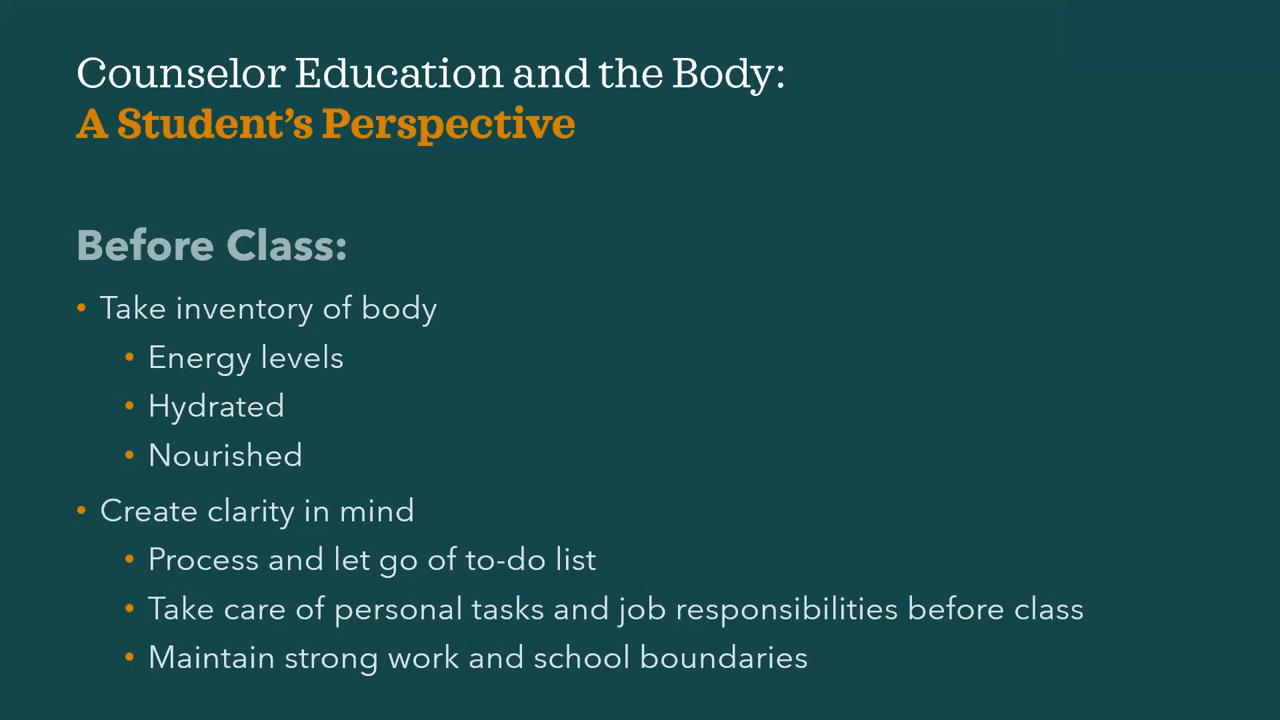 Counselor Education and the Body:
A Student’s Perspective
Before Class:
• Take inventory of body
• Energy levels
• Hydrated
• Nourished
• Create clarity in mind
• Process and let go of to-do list
• Take care of personal tasks and job responsibilities before class
• Maintain strong work and school boundaries